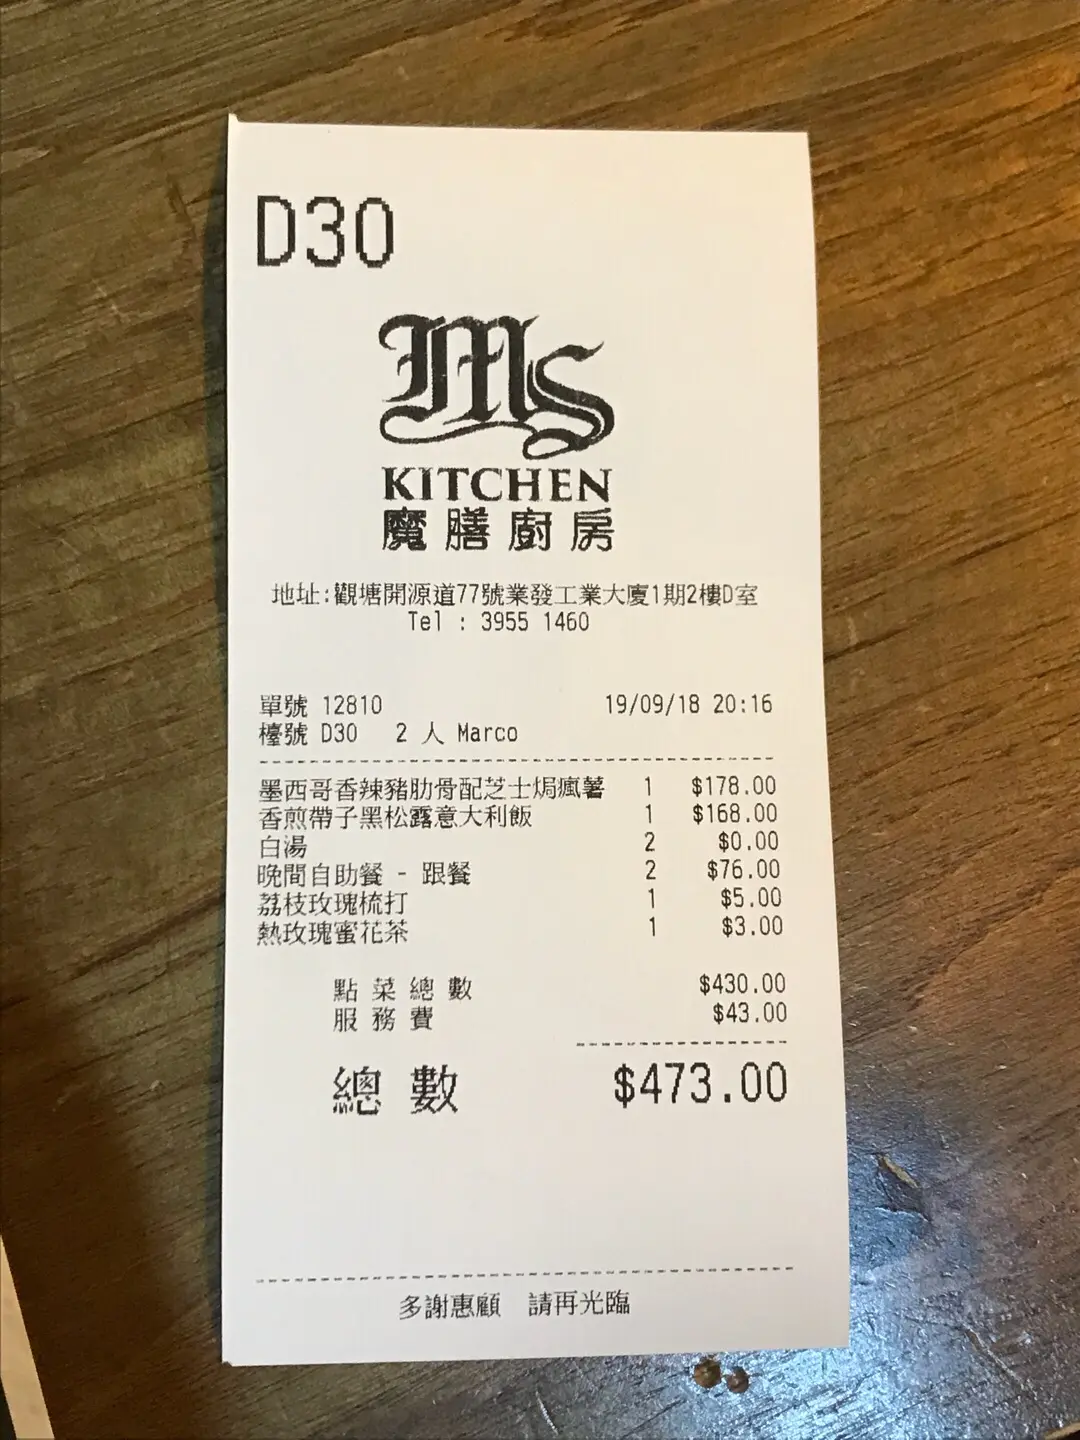 D30
Ms
KITCHEN
魔膳廚房
地址:觀塘開源道77號業發工業大廈1期2樓D室
Tel : 3955 1460
單號 12810 19/09/18 20:16
檯號 D30 2 人 Marco
墨西哥香辣豬肋骨配芝士焗瘋薯 1 $178.00
香煎帶子黑松露意大利飯 1 $168.00
白湯 2 $0.00
晚間自助餐 - 跟餐 2 $76.00
荔枝玫瑰梳打 1 $5.00
熱玫瑰蜜花茶 1 $3.00
點菜總數 $430.00
服務費 $43.00
總數 $473.00
多謝惠顧 請再光臨